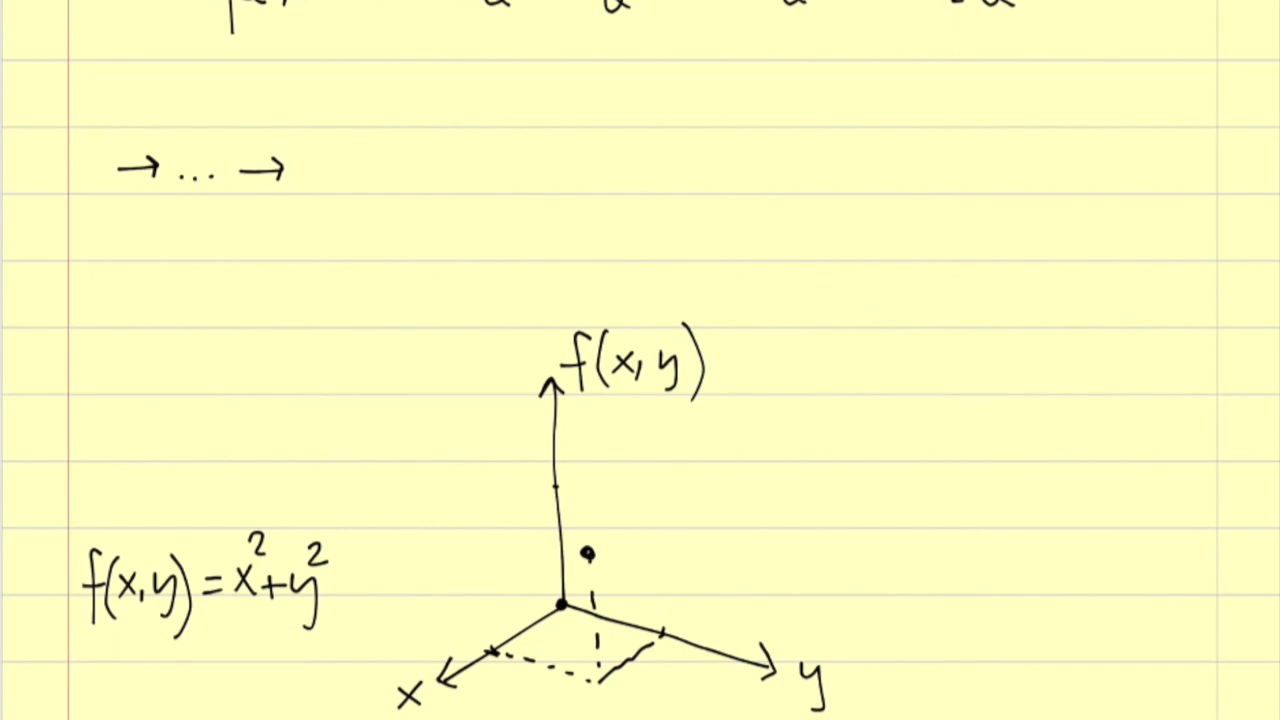 → ... →
f(x, y)
f(x,y) = x²+y²
x
y